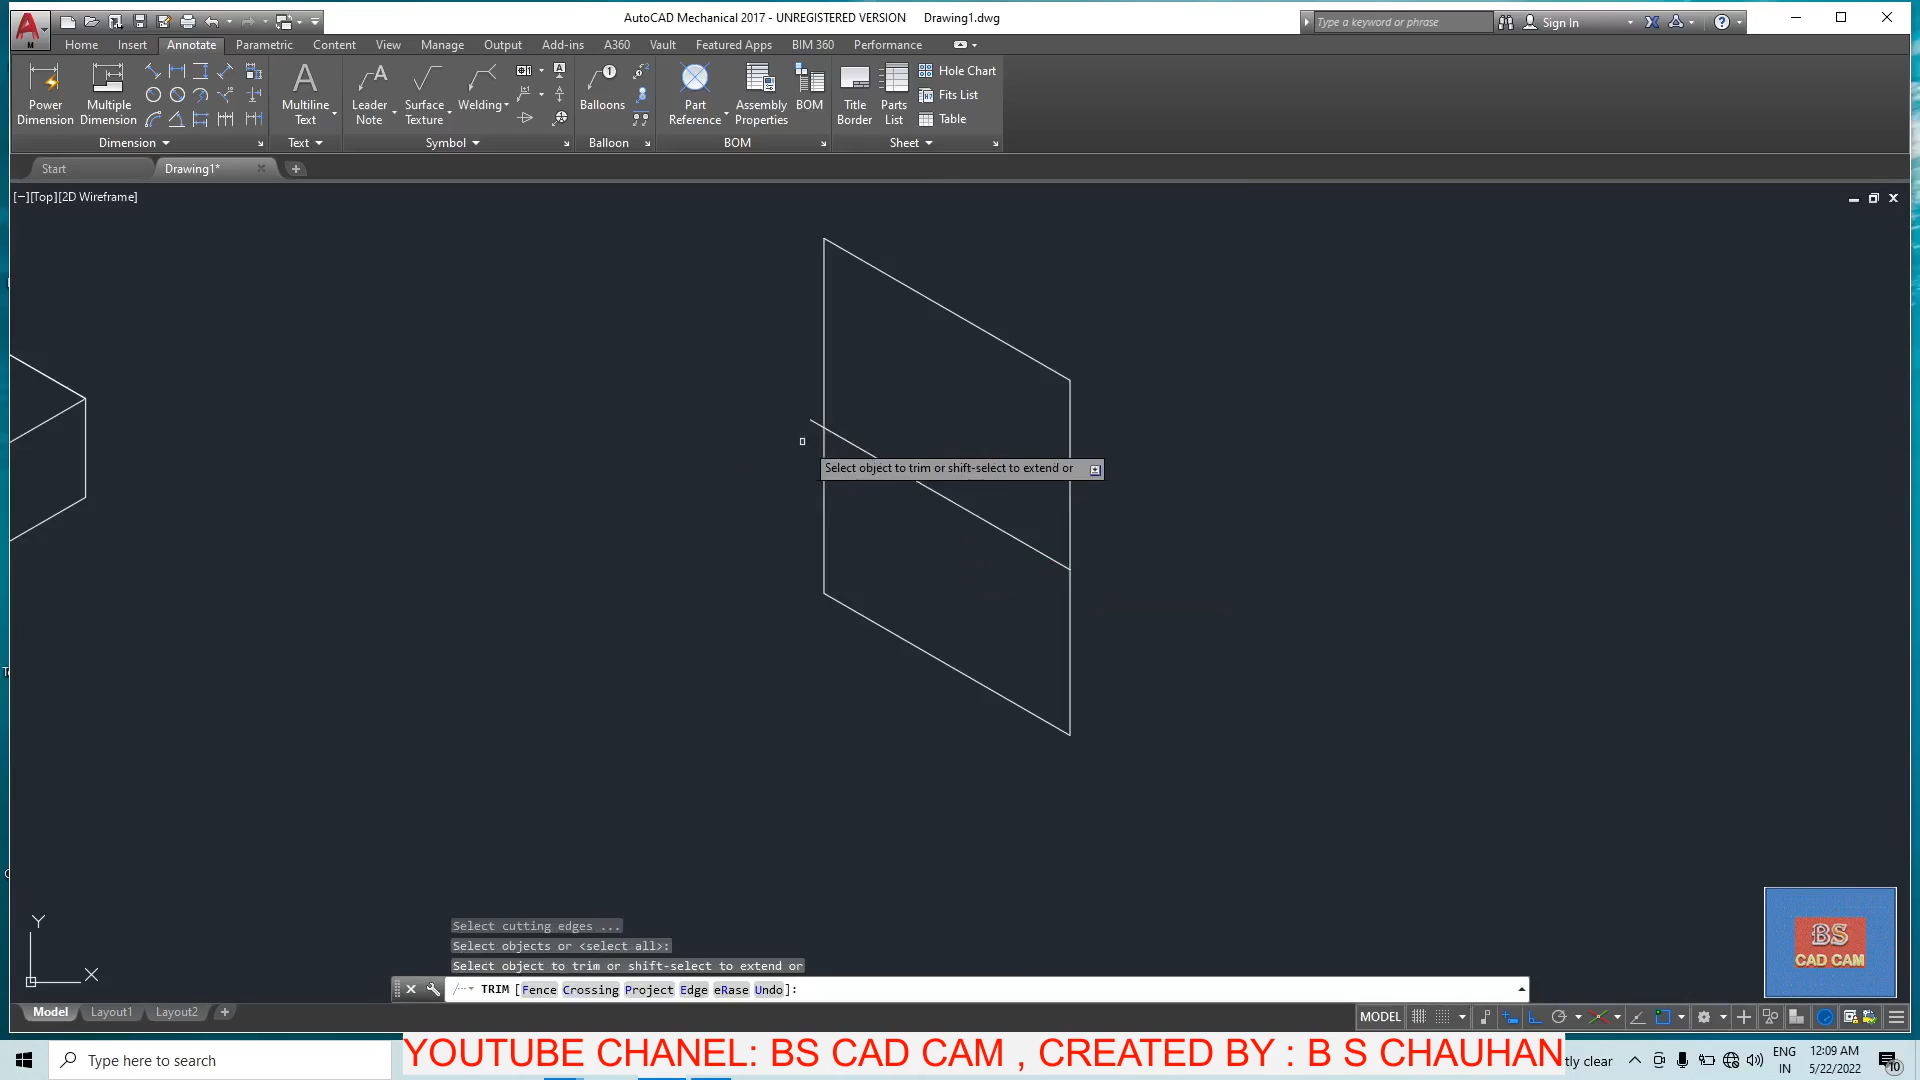 AutoCAD Mechanical 2017 - UNREGISTERED VERSION Drawing1.dwg
Type a keyword or phrase
Sign In
Home Insert Annotate Parametric Content View Manage Output Add-ins A360 Vault Featured Apps BIM 360 Performance
Power Dimension
Multiple Dimension
Multiline Text
Leader Note
Surface Texture
Welding
Balloons
Part Reference
Assembly Properties
BOM
Title Border
Parts List
Hole Chart
Fits List
Table
Dimension Text Symbol Balloon BOM Sheet
Start Drawing1*
[−][Top][2D Wireframe]
Select object to trim or shift-select to extend or
Y
X
Select cutting edges ...
Select objects or <select all>:
Select object to trim or shift-select to extend or
TRIM [Fence Crossing Project Edge eRase Undo]:
BS
CAD CAM
Model Layout1 Layout2
MODEL
Type here to search
YOUTUBE CHANEL: BS CAD CAM , CREATED BY : B S CHAUHAN
tly clear
ENG
IN
12:09 AM
5/22/2022
10